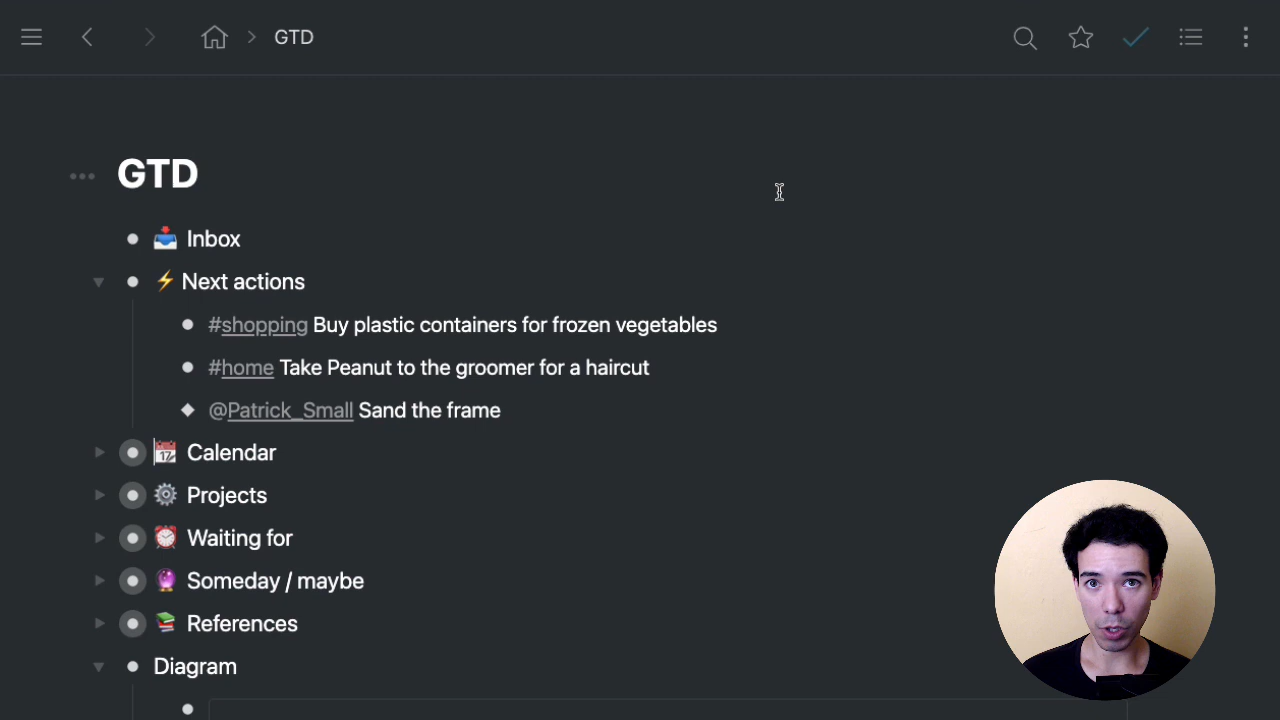 GTD
GTD
Inbox
Next actions
#shopping Buy plastic containers for frozen vegetables
#home Take Peanut to the groomer for a haircut
@Patrick_Small Sand the frame
Calendar
Projects
Waiting for
Someday / maybe
References
Diagram